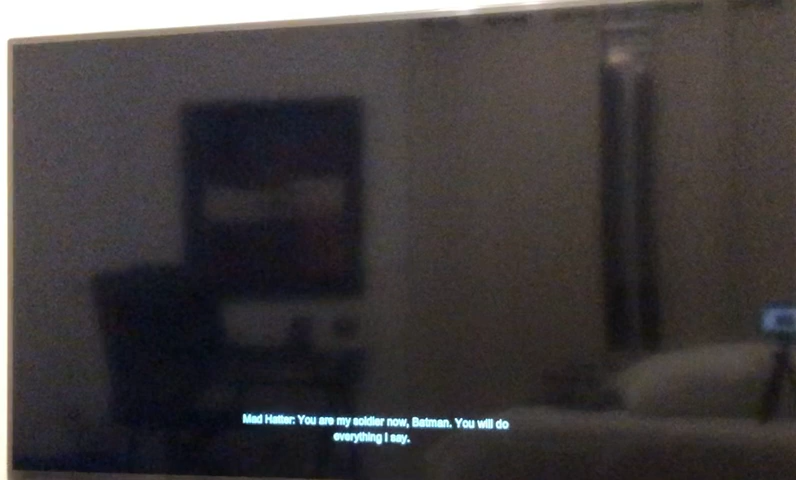 Mad Hatter: You are my soldier now, Batman. You will do
everything I say.